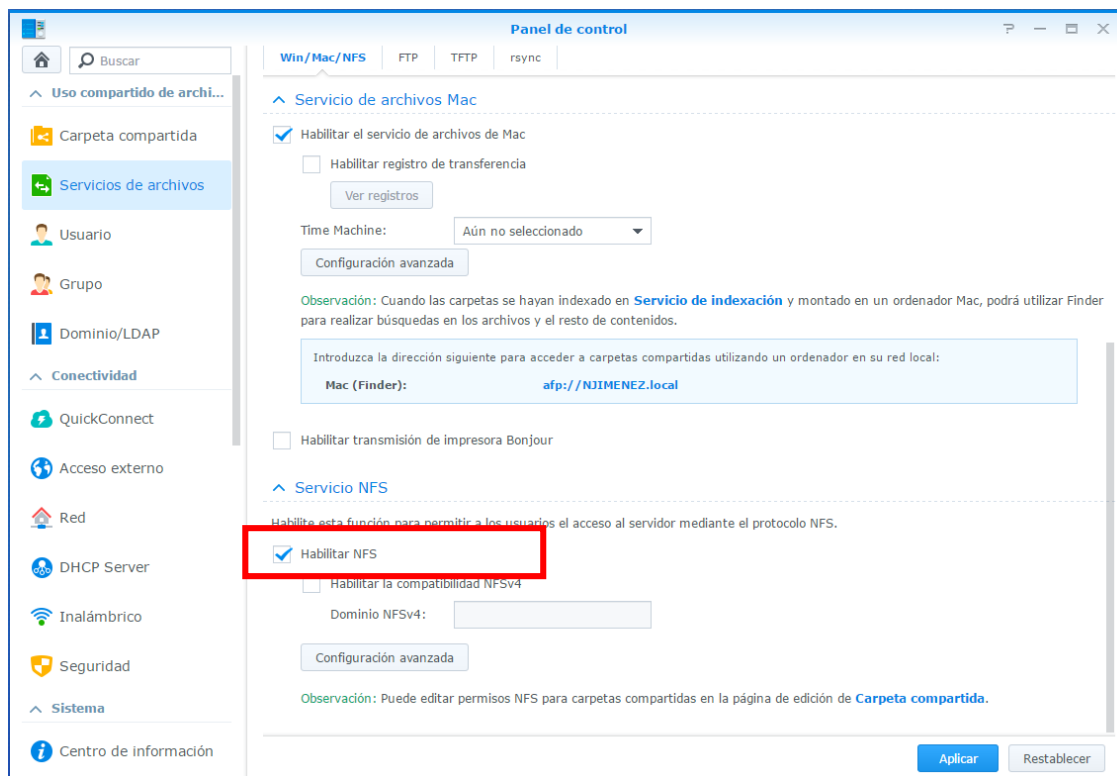 Panel de control
Buscar
Win/Mac/NFS FTP TFTP rsync
Uso compartido de archi...
Carpeta compartida
Servicios de archivos
Usuario
Grupo
Dominio/LDAP
Conectividad
QuickConnect
Acceso externo
Red
DHCP Server
Inalámbrico
Seguridad
Sistema
Centro de información
Servicio de archivos Mac
Habilitar el servicio de archivos de Mac
Habilitar registro de transferencia
Ver registros
Time Machine: Aún no seleccionado
Configuración avanzada
Observación: Cuando las carpetas se hayan indexado en Servicio de indexación y montado en un ordenador Mac, podrá utilizar Finder
para realizar búsquedas en los archivos y el resto de contenidos.
Introduzca la dirección siguiente para acceder a carpetas compartidas utilizando un ordenador en su red local:
Mac (Finder): afp://NJIMENEZ.local
Habilitar transmisión de impresora Bonjour
Servicio NFS
Habilite esta función para permitir a los usuarios el acceso al servidor mediante el protocolo NFS.
Habilitar NFS
Habilitar la compatibilidad NFSv4
Dominio NFSv4:
Configuración avanzada
Observación: Puede editar permisos NFS para carpetas compartidas en la página de edición de Carpeta compartida.
Aplicar Restablecer